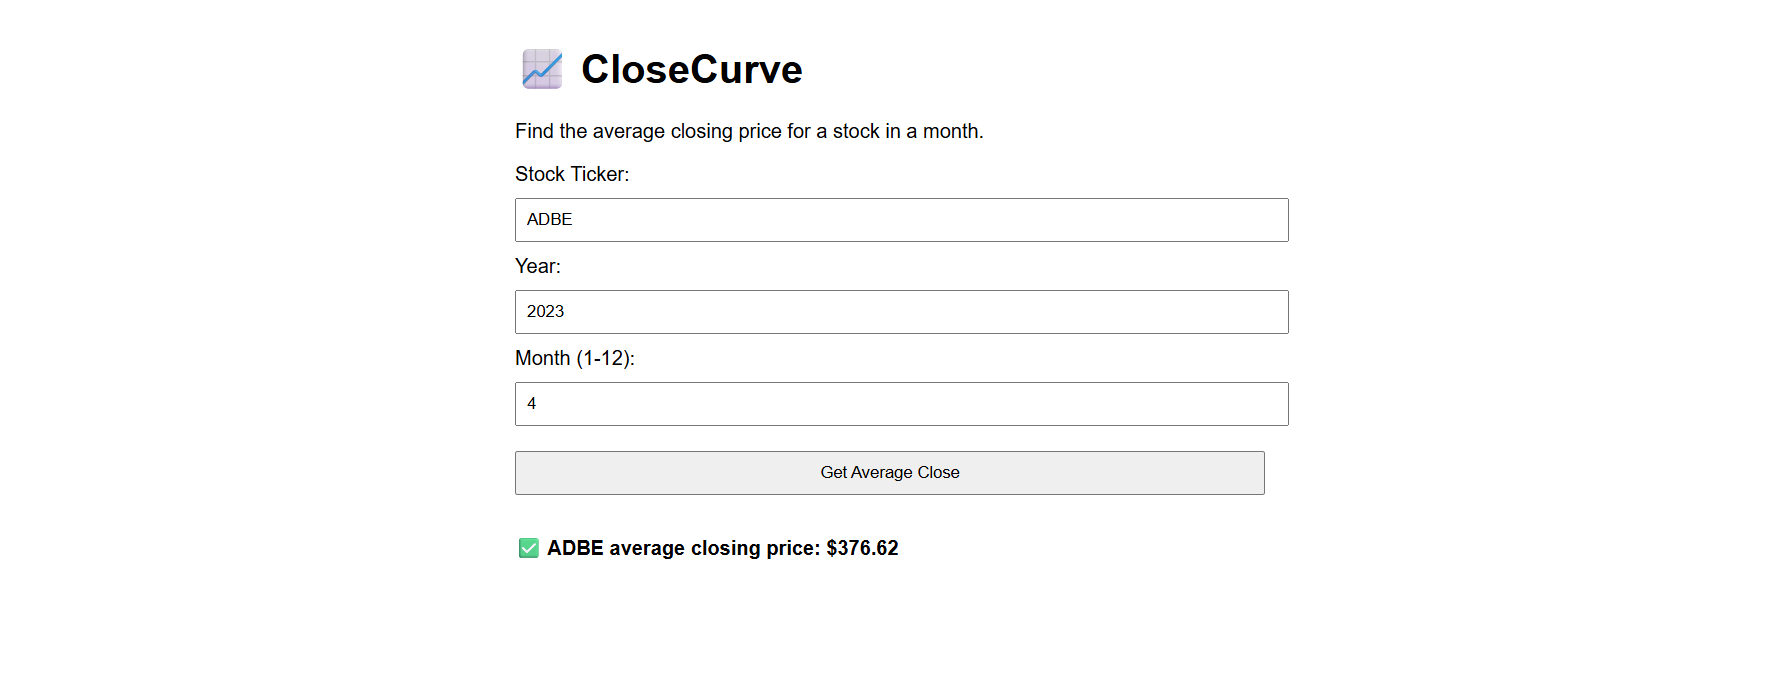 CloseCurve
Find the average closing price for a stock in a month.
Stock Ticker:
ADBE
Year:
2023
Month (1-12):
4
Get Average Close
ADBE average closing price: $376.62